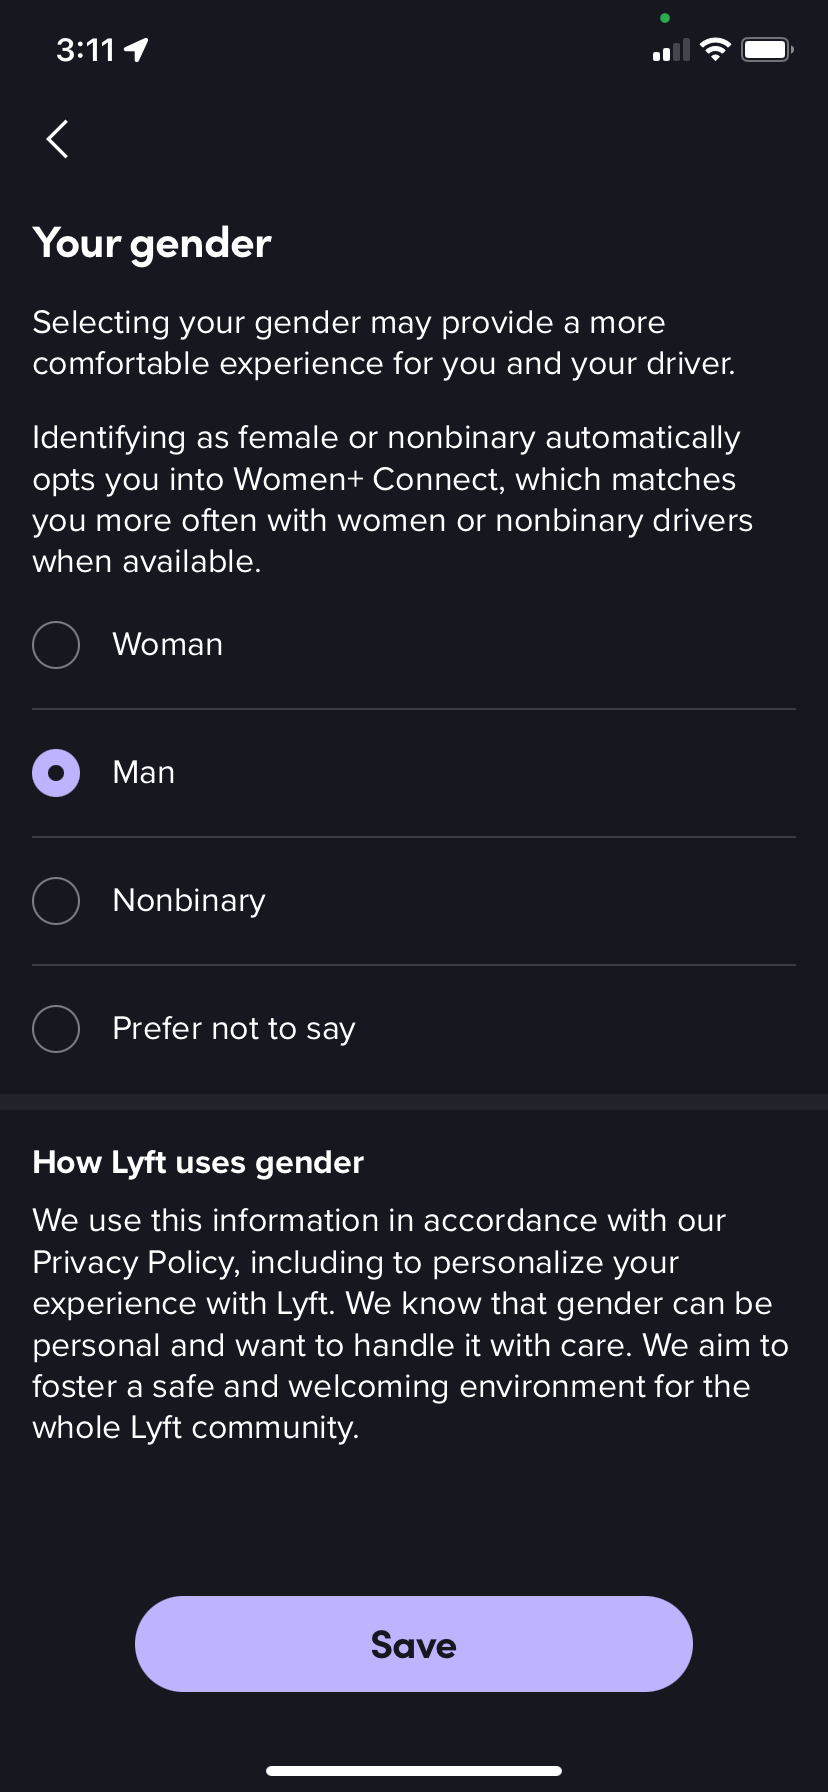 3:11
Your gender
Selecting your gender may provide a more
comfortable experience for you and your driver.
Identifying as female or nonbinary automatically
opts you into Women+ Connect, which matches
you more often with women or nonbinary drivers
when available.
Woman
Man
Nonbinary
Prefer not to say
How Lyft uses gender
We use this information in accordance with our
Privacy Policy, including to personalize your
experience with Lyft. We know that gender can be
personal and want to handle it with care. We aim to
foster a safe and welcoming environment for the
whole Lyft community.
Save